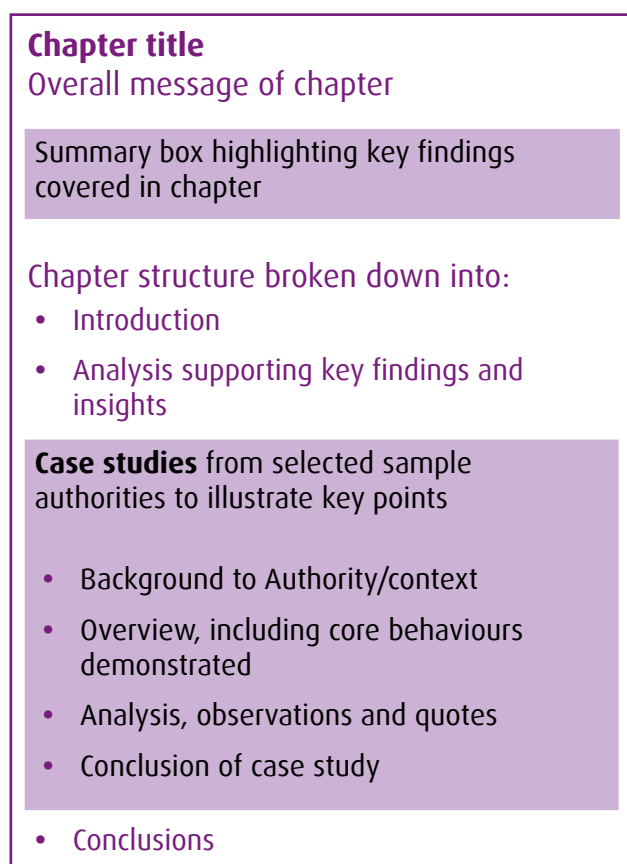 Chapter title
Overall message of chapter
Summary box highlighting key findings
covered in chapter
Chapter structure broken down into:
• Introduction
• Analysis supporting key findings and
insights
Case studies from selected sample
authorities to illustrate key points
• Background to Authority/context
• Overview, including core behaviours
demonstrated
• Analysis, observations and quotes
• Conclusion of case study
• Conclusions